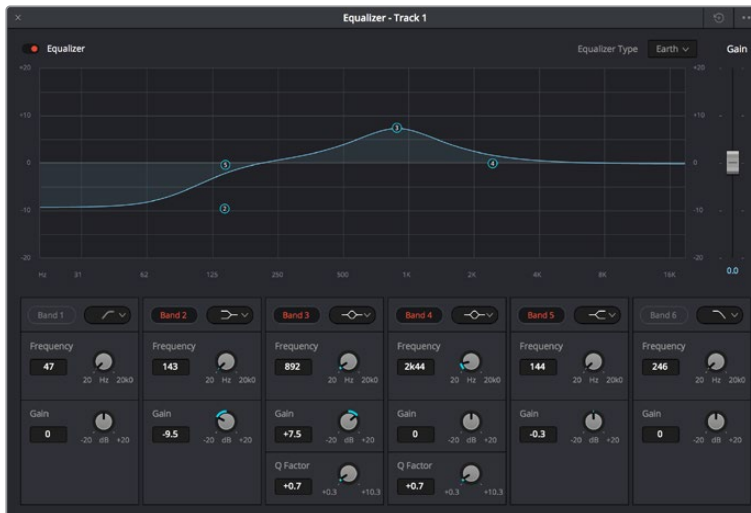 Equalizer - Track 1
Equalizer
Equalizer Type Earth Gain
+20 +20
+10 +10
0 0
-10 -10
-20 -20
3
5 4
2
Hz 31 62 125 250 500 1K 2K 4K 8K 16K
0.0
Band 1 Band 2 Band 3 Band 4 Band 5 Band 6
Frequency Frequency Frequency Frequency Frequency Frequency
47 143 892 2k44 144 246
20 Hz 20k0 20 Hz 20k0 20 Hz 20k0 20 Hz 20k0 20 Hz 20k0 20 Hz 20k0
Gain Gain Gain Gain Gain Gain
0 -9.5 +7.5 0 -0.3 0
-20 dB +20 -20 dB +20 -20 dB +20 -20 dB +20 -20 dB +20 -20 dB +20
Q Factor Q Factor
+0.7 +0.7
+0.3 +10.3 +0.3 +10.3